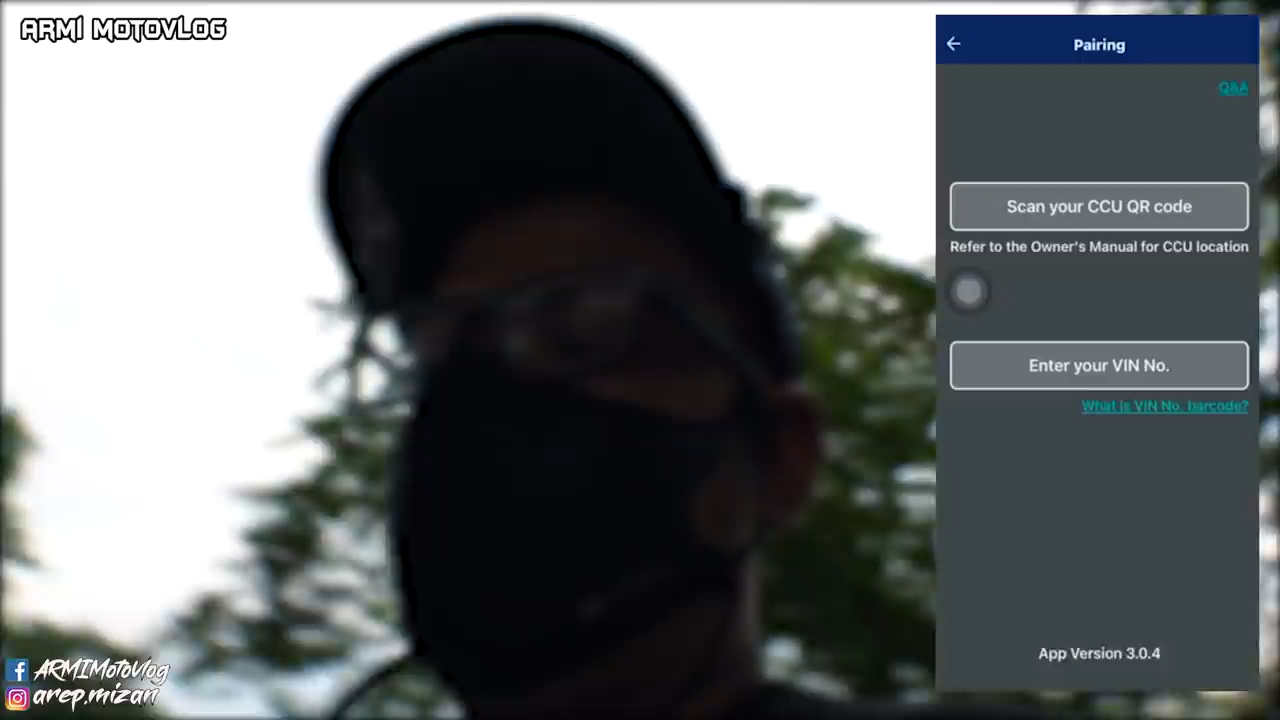 ARMI MOTOVLOG
Pairing
Q&A
Scan your CCU QR code
Refer to the Owner's Manual for CCU location
Enter your VIN No.
What is VIN No. barcode?
App Version 3.0.4
ARMIMotovlog
arep.mizan